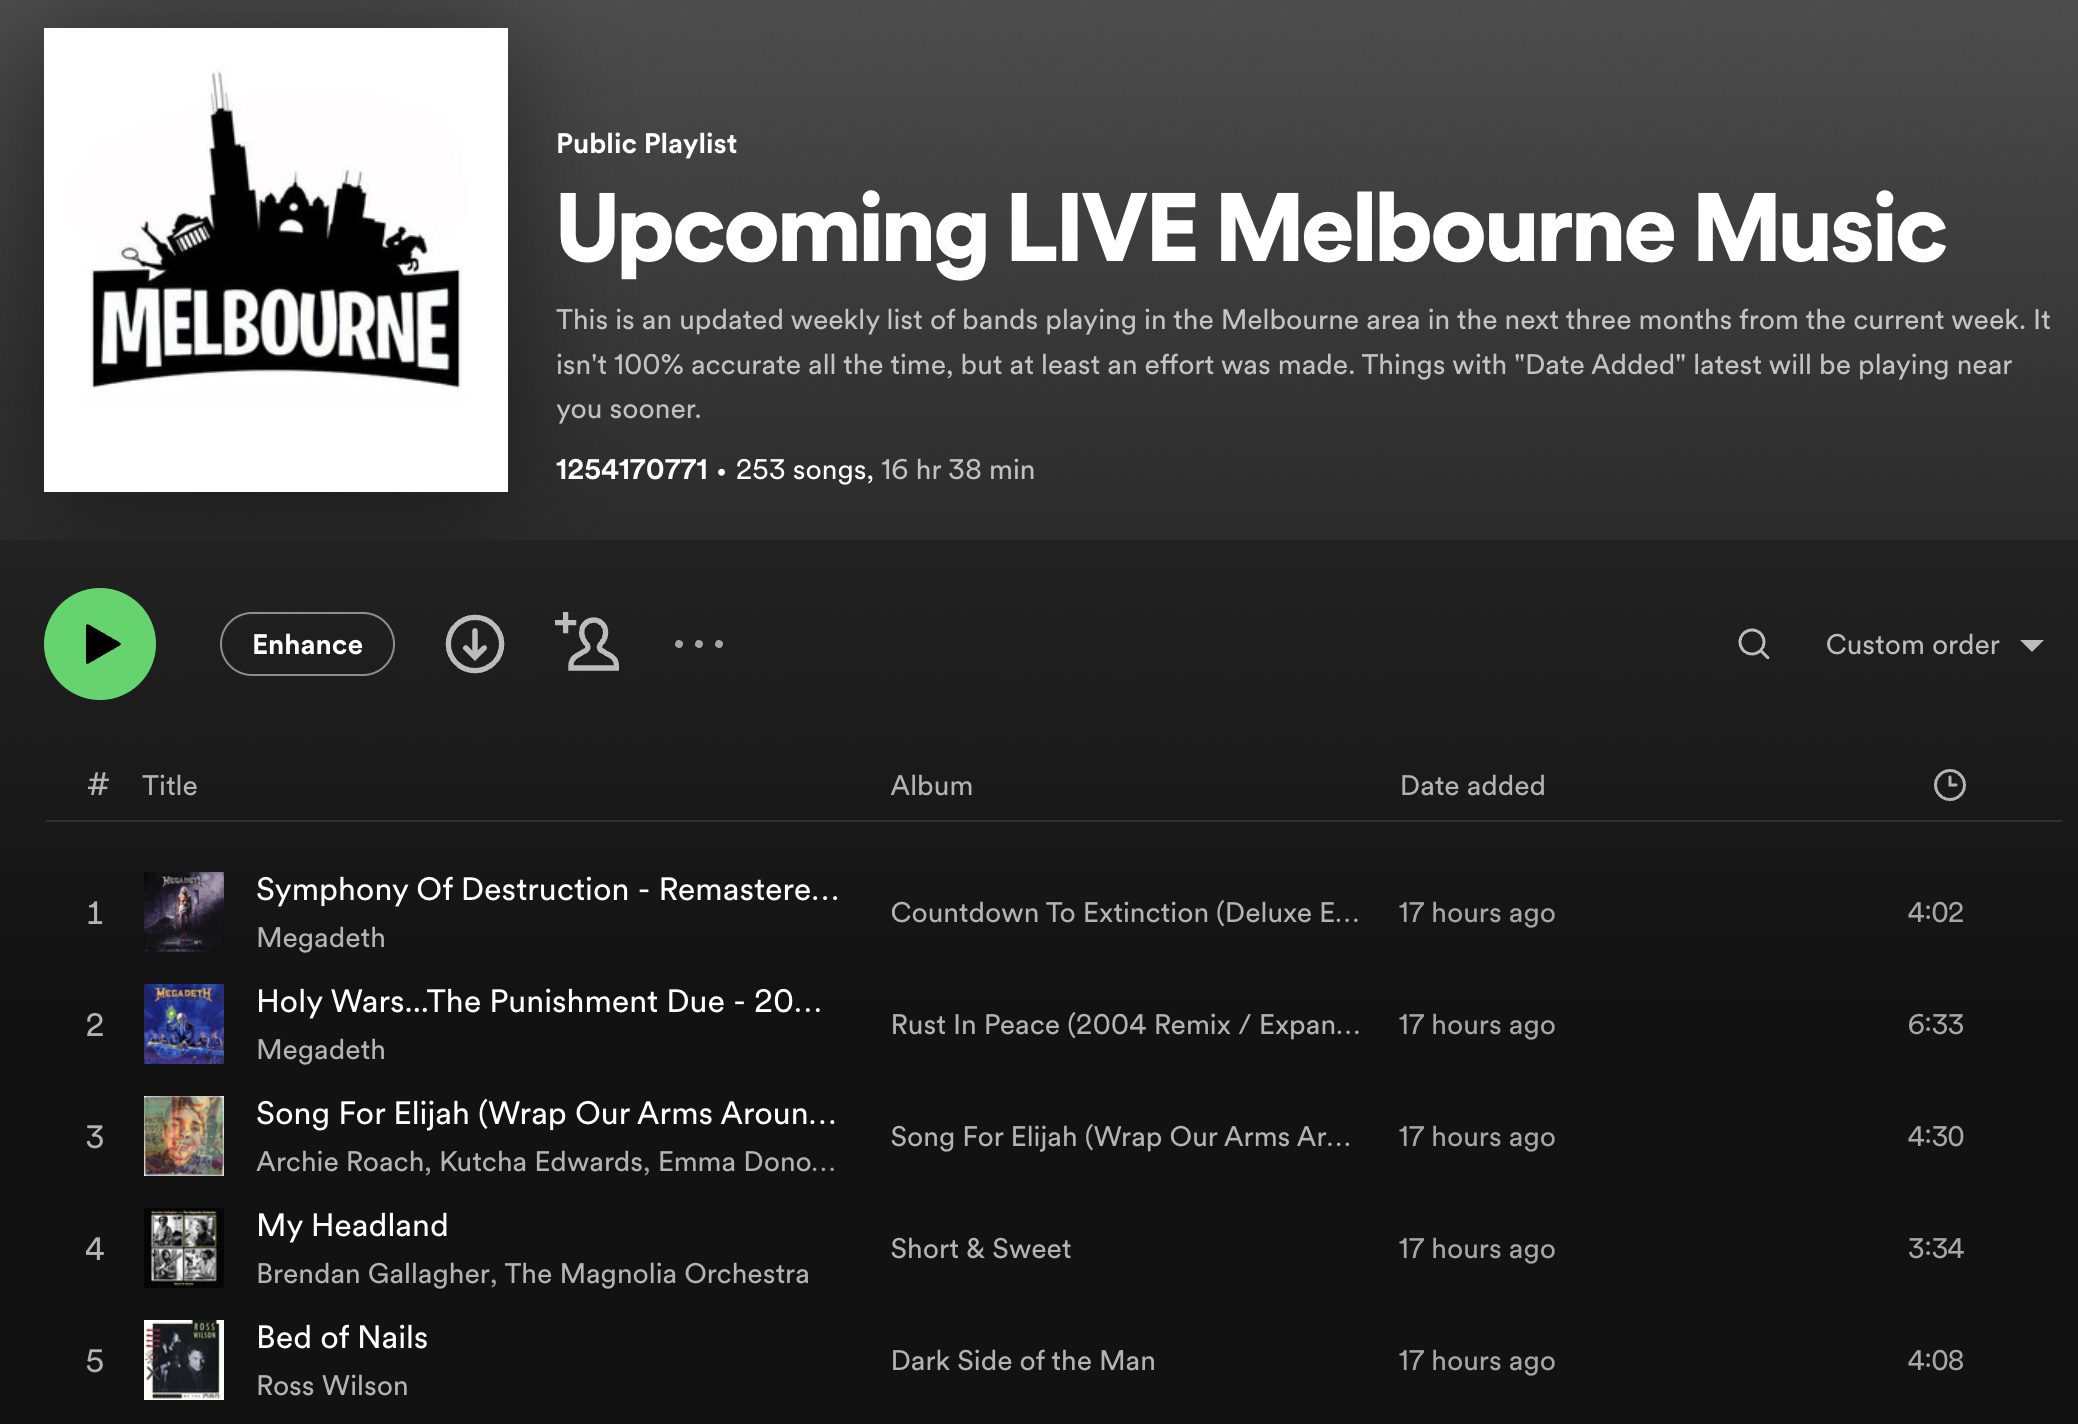 MELBOURNE
Public Playlist
Upcoming LIVE Melbourne Music
This is an updated weekly list of bands playing in the Melbourne area in the next three months from the current week. It
isn't 100% accurate all the time, but at least an effort was made. Things with "Date Added" latest will be playing near
you sooner.
1254170771 • 253 songs, 16 hr 38 min
Enhance
Custom order
# Title Album Date added
1 Symphony Of Destruction - Remastere... Countdown To Extinction (Deluxe E... 17 hours ago 4:02
MEGADETH
Megadeth
2 Holy Wars...The Punishment Due - 20... Rust In Peace (2004 Remix / Expan... 17 hours ago 6:33
MEGADETH
Megadeth
3 Song For Elijah (Wrap Our Arms Aroun... Song For Elijah (Wrap Our Arms Ar... 17 hours ago 4:30
Archie Roach, Kutcha Edwards, Emma Dono...
4 My Headland Short & Sweet 17 hours ago 3:34
Brendan Gallagher, The Magnolia Orchestra
5 Bed of Nails Dark Side of the Man 17 hours ago 4:08
ROSS
WILSON
Ross Wilson